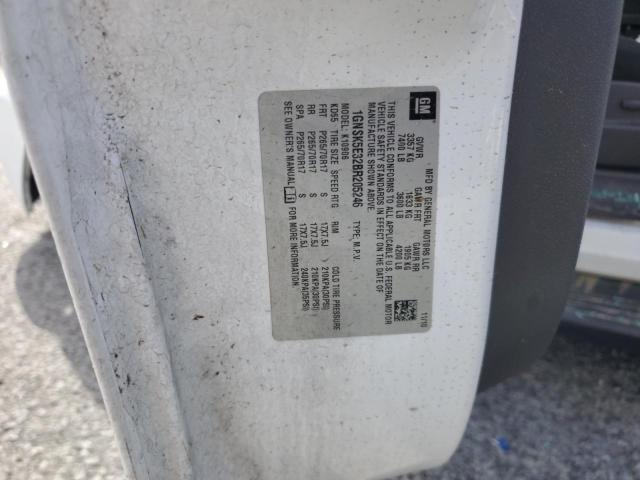 GM
MFD BY GENERAL MOTORS LLC
11/10
GVWR GAWR FRT GAWR RR
3357 KG 1633 KG 1905 KG
7400 LB 3600 LB 4200 LB
THIS VEHICLE CONFORMS TO ALL APPLICABLE U.S. FEDERAL MOTOR
VEHICLE SAFETY STANDARDS IN EFFECT ON THE DATE OF
MANUFACTURE SHOWN ABOVE.
1GNSK5E32BR205246 TYPE: M.P.V.
MODEL: K10906
KD55 TIRE SIZE SPEED RTG RIM COLD TIRE PRESSURE
FRT P265/70R17 S 17X7.5J 210KPA(30PSI)
RR P265/70R17 S 17X7.5J 210KPA(30PSI)
SPA P265/70R17 S 17X7.5J 240KPA(35PSI)
SEE OWNER'S MANUAL FOR MORE INFORMATION.